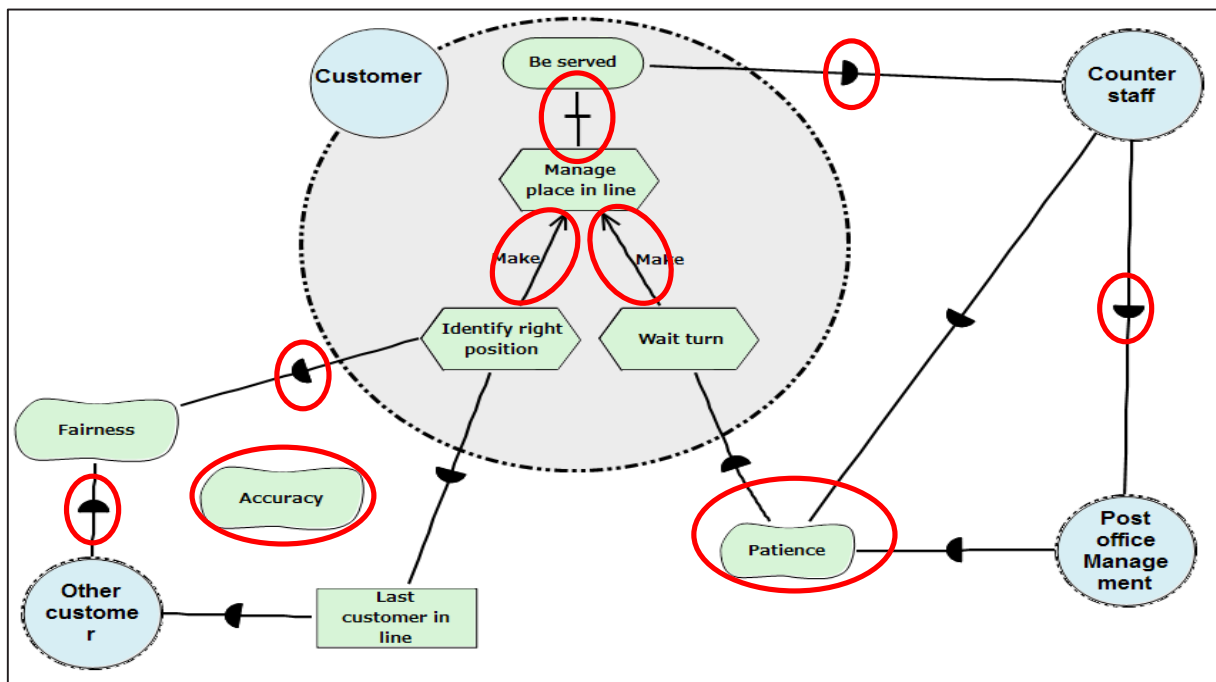 Be served
Customer
Counter
staff
Manage
place in line
Make
Make
Identify right
position
Wait turn
Fairness
Accuracy
Patience
Post
office
Manage
ment
Other
custome
r
Last
customer in
line